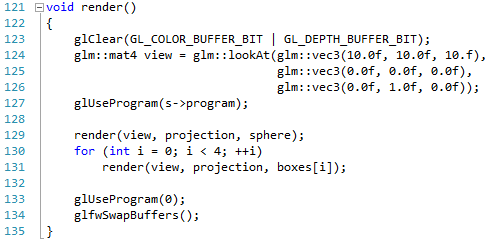 121 void render()
122 {
123     glClear(GL_COLOR_BUFFER_BIT | GL_DEPTH_BUFFER_BIT);
124     glm::mat4 view = glm::lookAt(glm::vec3(10.0f, 10.0f, 10.f),
125                                  glm::vec3(0.0f, 0.0f, 0.0f),
126                                  glm::vec3(0.0f, 1.0f, 0.0f));
127     glUseProgram(s->program);
128
129     render(view, projection, sphere);
130     for (int i = 0; i < 4; ++i)
131         render(view, projection, boxes[i]);
132
133     glUseProgram(0);
134     glfwSwapBuffers();
135 }